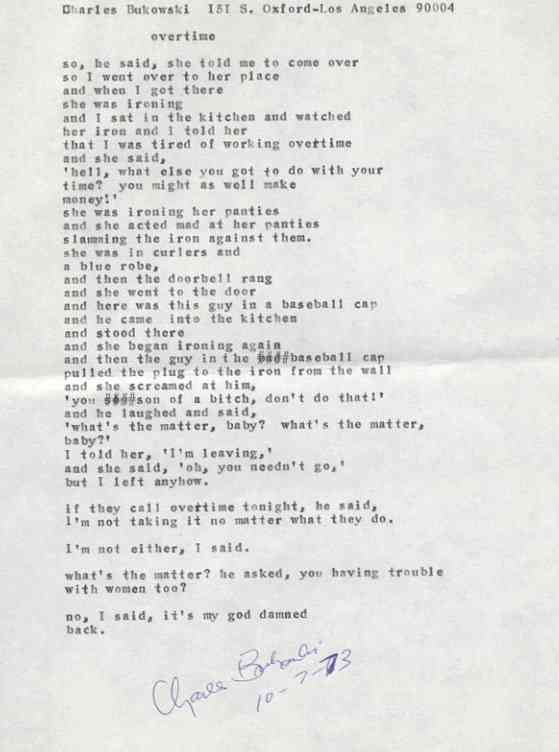 Charles Bukowski  151 S. Oxford-Los Angeles 90004
overtime
so, he said, she told me to come over
so I went over to her place
and when I got there
she was ironing
and I sat in the kitchen and watched
her iron and I told her
that I was tired of working overtime
and she said,
'hell, what else you got to do with your
time?  you might as well make
money!'
she was ironing her panties
and she acted mad at her panties
slamming the iron against them.
she was in curlers and
a blue robe,
and then the doorbell rang
and she went to the door
and here was this guy in a baseball cap
and he came  into the kitchen
and stood there
and she began ironing again
and then the guy in the baseball cap
pulled the plug to the iron from the wall
and she screamed at him,
'you son of a bitch, don't do that!'
and he laughed and said,
'what's the matter, baby?  what's the matter,
baby?'
I told her, 'I'm leaving,'
and she said, 'oh, you needn't go,'
but I left anyhow.
if they call overtime tonight, he said,
I'm not taking it no matter what they do.
I'm not either, I said.
what's the matter? he asked, you having trouble
with women too?
no, I said, it's my god damned
back.
Charles Bukowski
10-7-73